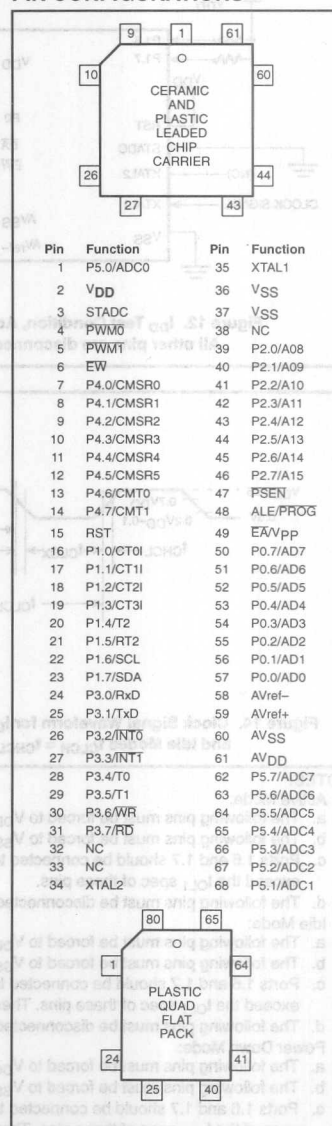 9 1 61
10 60
CERAMIC
AND
PLASTIC
LEADED
CHIP
CARRIER
26 44
27 43
Pin Function Pin Function
1 P5.0/ADC0 35 XTAL1
2 VDD 36 VSS
3 STADC 37 VSS
4 PWM0 38 NC
5 PWM1 39 P2.0/A08
6 EW 40 P2.1/A09
7 P4.0/CMSR0 41 P2.2/A10
8 P4.1/CMSR1 42 P2.3/A11
9 P4.2/CMSR2 43 P2.4/A12
10 P4.3/CMSR3 44 P2.5/A13
11 P4.4/CMSR4 45 P2.6/A14
12 P4.5/CMSR5 46 P2.7/A15
13 P4.6/CMT0 47 PSEN
14 P4.7/CMT1 48 ALE/PROG
15 RST 49 EA/VPP
16 P1.0/CT0I 50 P0.7/AD7
17 P1.1/CT1I 51 P0.6/AD6
18 P1.2/CT2I 52 P0.5/AD5
19 P1.3/CT3I 53 P0.4/AD4
20 P1.4/T2 54 P0.3/AD3
21 P1.5/RT2 55 P0.2/AD2
22 P1.6/SCL 56 P0.1/AD1
23 P1.7/SDA 57 P0.0/AD0
24 P3.0/RxD 58 AVref–
25 P3.1/TxD 59 AVref+
26 P3.2/INT0 60 AVSS
27 P3.3/INT1 61 AVDD
28 P3.4/T0 62 P5.7/ADC7
29 P3.5/T1 63 P5.6/ADC6
30 P3.6/WR 64 P5.5/ADC5
31 P3.7/RD 65 P5.4/ADC4
32 NC 66 P5.3/ADC3
33 NC 67 P5.2/ADC2
34 XTAL2 68 P5.1/ADC1
80 65
1 64
PLASTIC
QUAD
FLAT
PACK
24 41
25 40